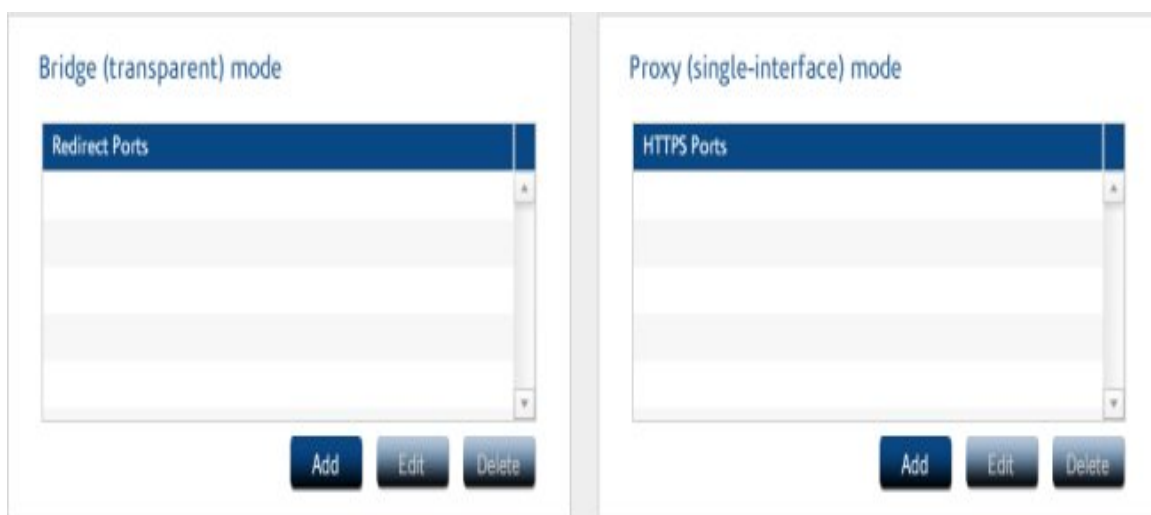 Bridge (transparent) mode
Redirect Ports
Add Edit Delete
Proxy (single-interface) mode
HTTPS Ports
Add Edit Delete